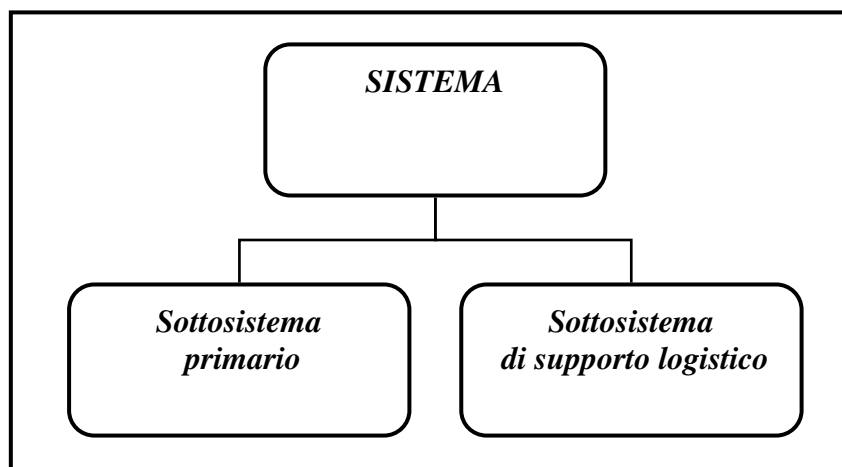 SISTEMA
Sottosistema
primario
Sottosistema
di supporto logistico